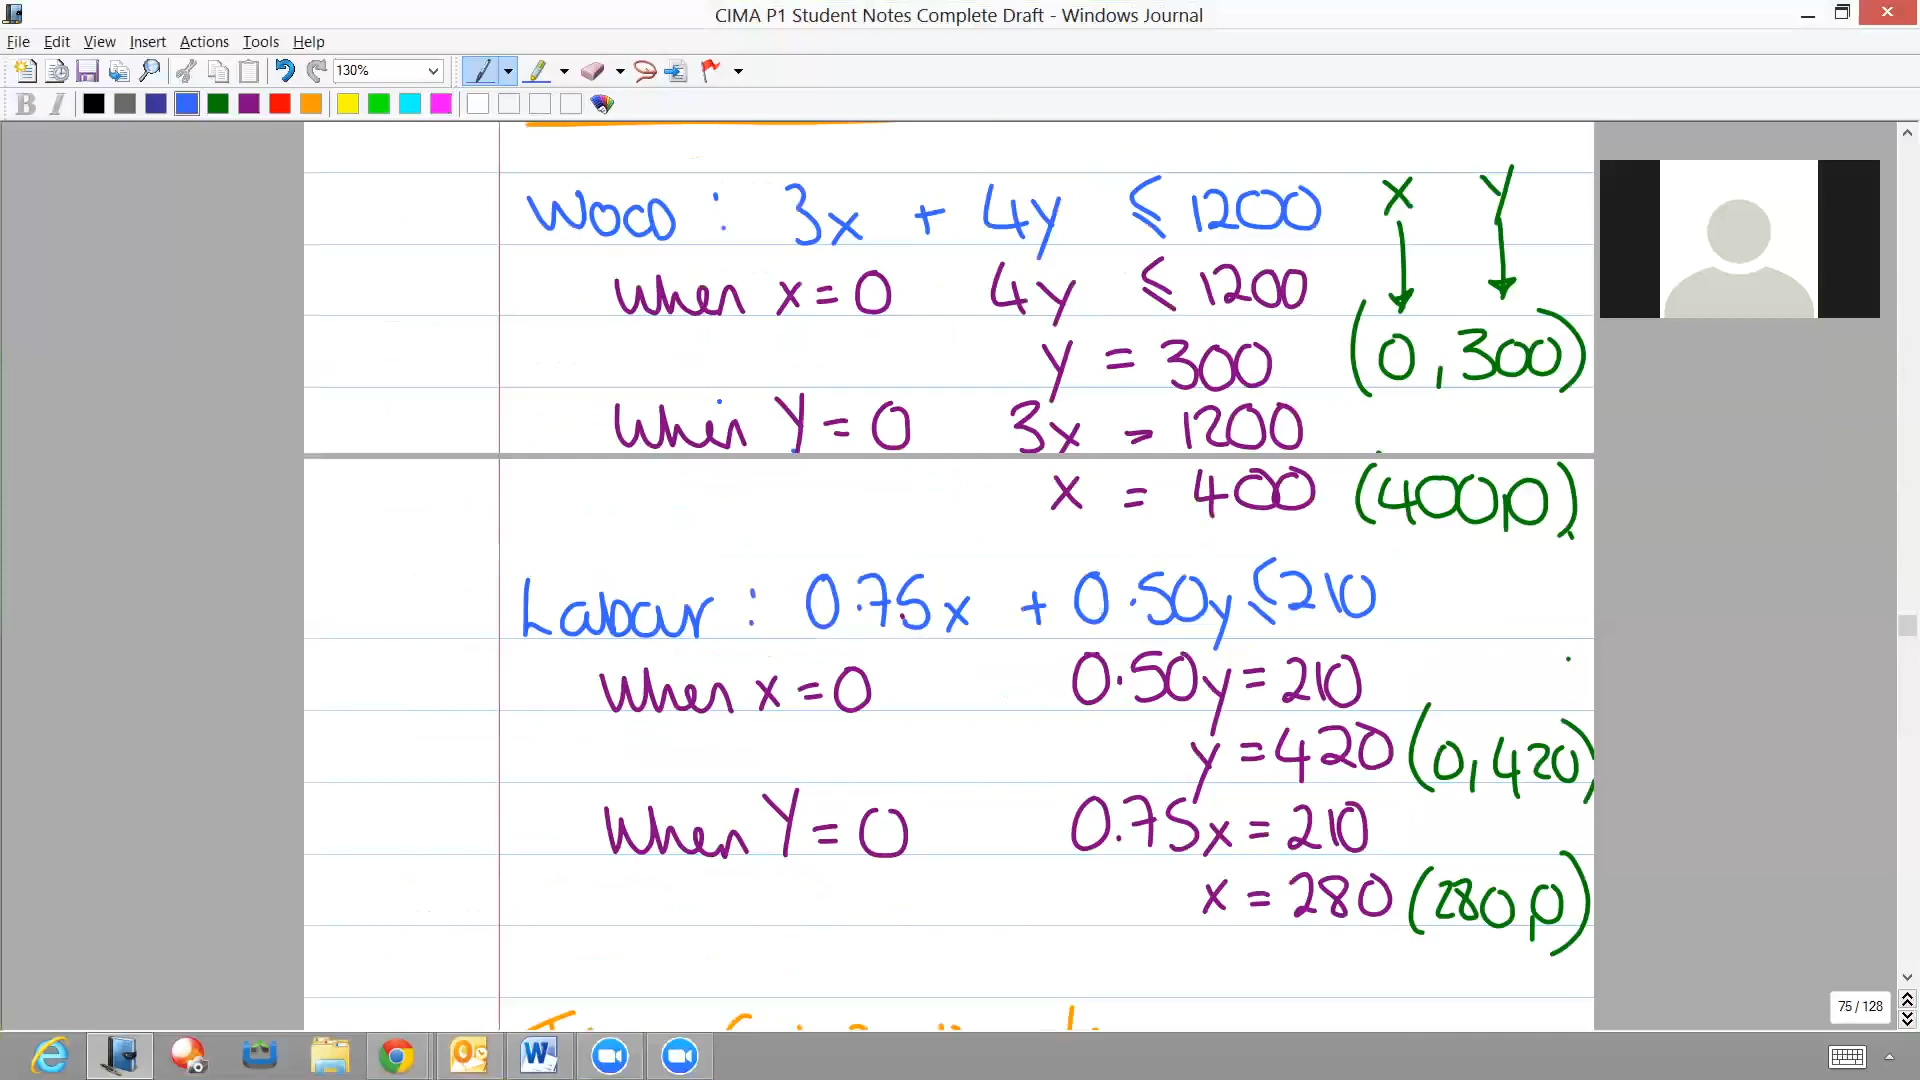 CIMA P1 Student Notes Complete Draft - Windows Journal
File Edit View Insert Actions Tools Help
130%
B I
Wood : 3x + 4y ⩽ 1200
X Y
when x = 0 4y ⩽ 1200
y = 300 (0, 300)
When Y = 0 3x = 1200
x = 400 (400,0)
Labour : 0.75x + 0.50y ⩽ 210
When x = 0 0.50y = 210
y = 420 (0, 420)
When Y = 0 0.75x = 210
x = 280 (280,0)
75 / 128